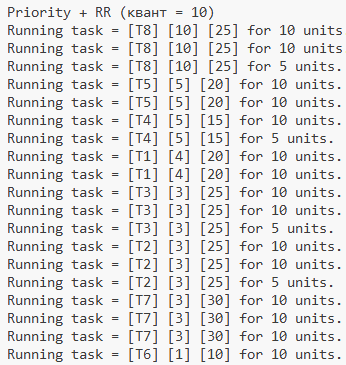 Priority + RR (квант = 10)
Running task = [T8] [10] [25] for 10 units
Running task = [T8] [10] [25] for 10 units
Running task = [T8] [10] [25] for 5 units.
Running task = [T5] [5] [20] for 10 units.
Running task = [T5] [5] [20] for 10 units.
Running task = [T4] [5] [15] for 10 units.
Running task = [T4] [5] [15] for 5 units.
Running task = [T1] [4] [20] for 10 units.
Running task = [T1] [4] [20] for 10 units.
Running task = [T3] [3] [25] for 10 units.
Running task = [T3] [3] [25] for 10 units.
Running task = [T3] [3] [25] for 5 units.
Running task = [T2] [3] [25] for 10 units.
Running task = [T2] [3] [25] for 10 units.
Running task = [T2] [3] [25] for 5 units.
Running task = [T7] [3] [30] for 10 units.
Running task = [T7] [3] [30] for 10 units.
Running task = [T7] [3] [30] for 10 units.
Running task = [T6] [1] [10] for 10 units.